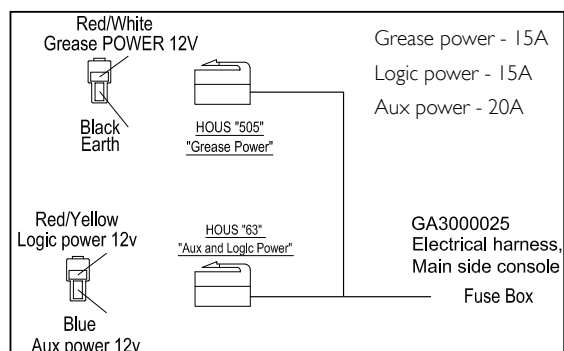 Red/White
Grease POWER 12V
Black
Earth
HOUS "505"
"Grease Power"
Grease power - 15A
Logic power - 15A
Aux power - 20A
Red/Yellow
Logic power 12v
Blue
Aux power 12v
HOUS "63"
"Aux and Logic Power"
GA3000025
Electrical harness,
Main side console
Fuse Box